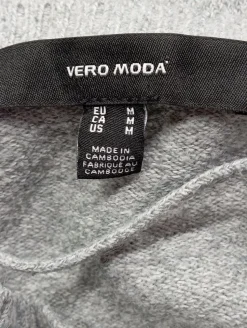 VERO MODA
EU M
CA M
US M
MADE IN
CAMBODIA
FABRIQUÉ AU
CAMBODGE